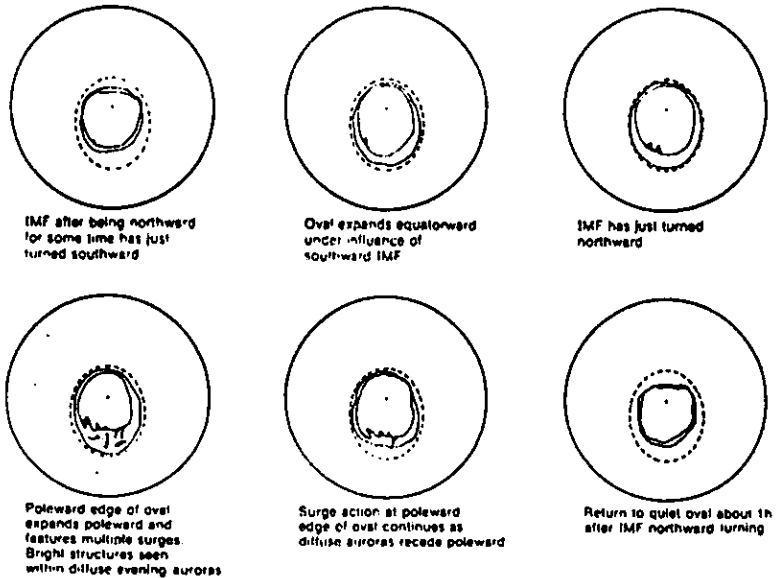 IMF after being northward
for some time has just
turned southward
Oval expands equatorward
under influence of
southward IMF
IMF has just turned
northward
Poleward edge of oval
expands poleward and
features multiple surges.
Bright structures seen
within diffuse evening auroras
Surge action at poleward
edge of oval continues as
diffuse auroras recede poleward
Return to quiet oval about 1h
after IMF northward turning